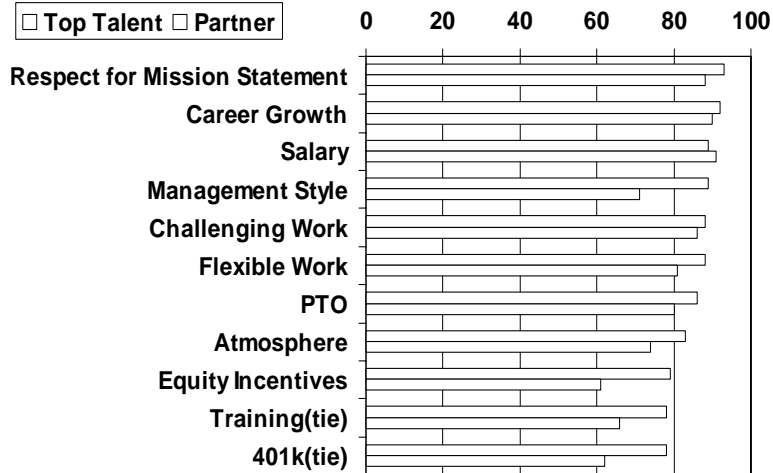 Top Talent Partner
0 20 40 60 80 100
Respect for Mission Statement
Career Growth
Salary
Management Style
Challenging Work
Flexible Work
PTO
Atmosphere
Equity Incentives
Training(tie)
401k(tie)